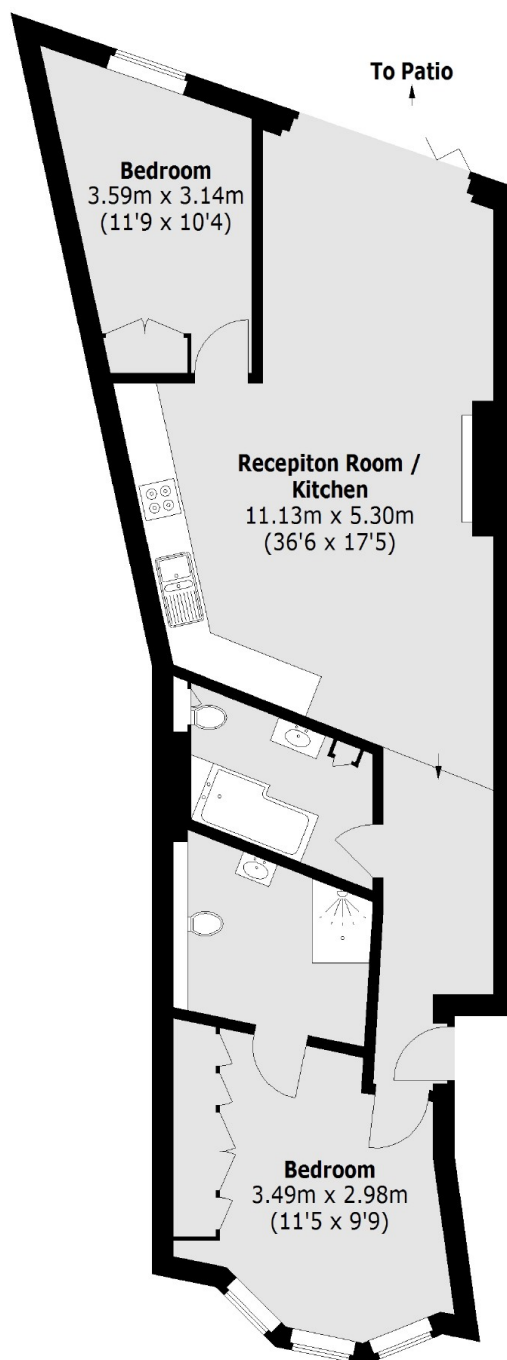 To Patio
Bedroom
3.59m x 3.14m
(11'9 x 10'4)
Recepiton Room /
Kitchen
11.13m x 5.30m
(36'6 x 17'5)
Bedroom
3.49m x 2.98m
(11'5 x 9'9)